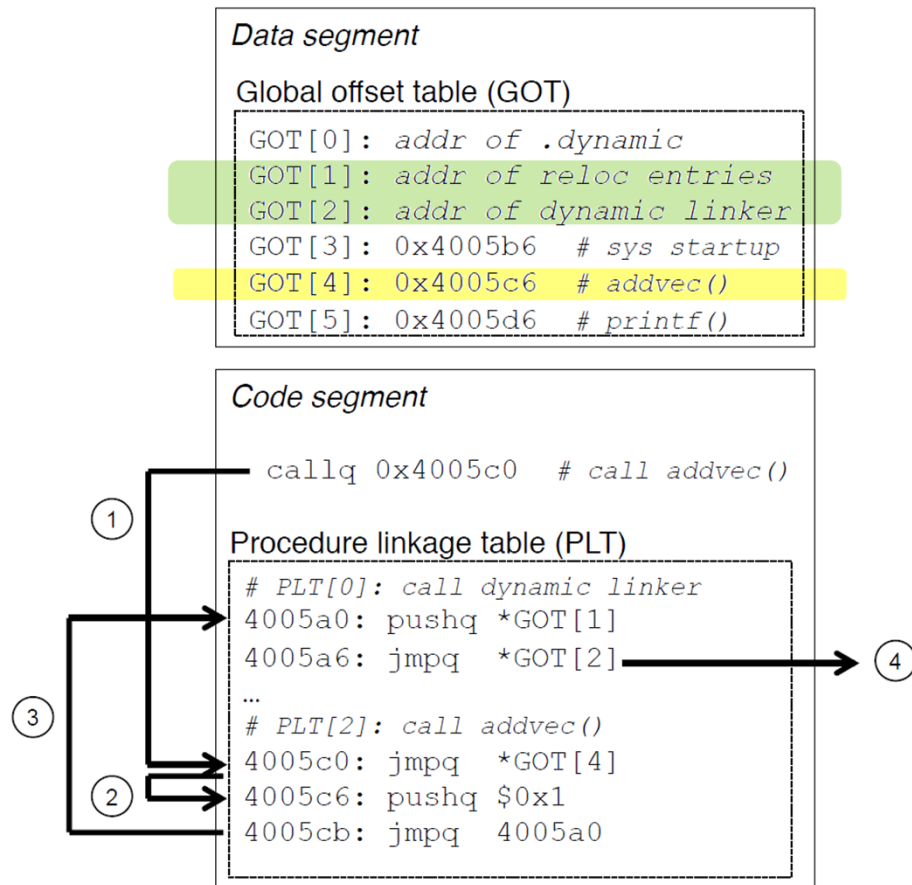 Data segment
Global offset table (GOT)
GOT[0]: addr of .dynamic
GOT[1]: addr of reloc entries
GOT[2]: addr of dynamic linker
GOT[3]: 0x4005b6 # sys startup
GOT[4]: 0x4005c6 # addvec()
GOT[5]: 0x4005d6 # printf()
Code segment
callq 0x4005c0 # call addvec()
1
Procedure linkage table (PLT)
# PLT[0]: call dynamic linker
4005a0: pushq *GOT[1]
4005a6: jmpq *GOT[2]
4
…
3
# PLT[2]: call addvec()
4005c0: jmpq *GOT[4]
2
4005c6: pushq $0x1
4005cb: jmpq 4005a0